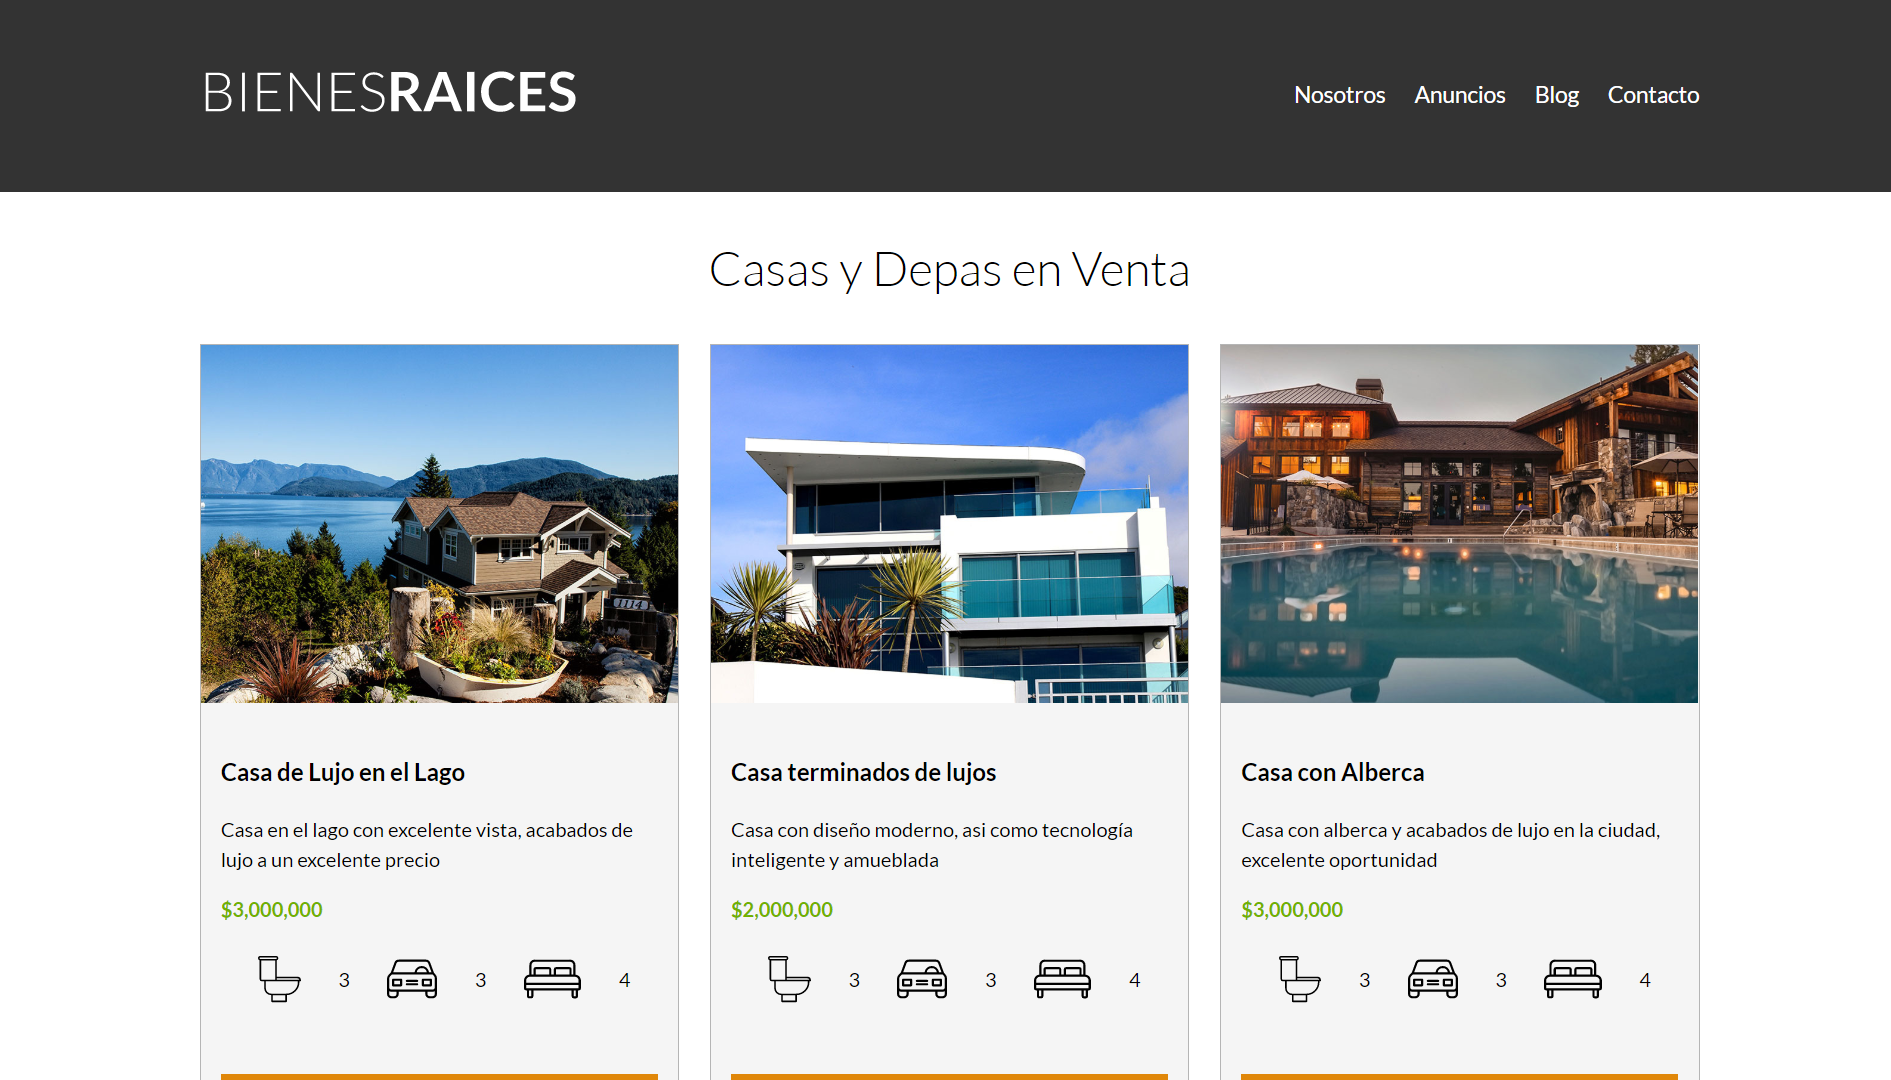 BIENESRAICES
Nosotros Anuncios Blog Contacto
Casas y Depas en Venta
1114
Casa de Lujo en el Lago
Casa en el lago con excelente vista, acabados de
lujo a un excelente precio
$3,000,000
3 3 4
Casa terminados de lujos
Casa con diseño moderno, asi como tecnología
inteligente y amueblada
$2,000,000
3 3 4
Casa con Alberca
Casa con alberca y acabados de lujo en la ciudad,
excelente oportunidad
$3,000,000
3 3 4